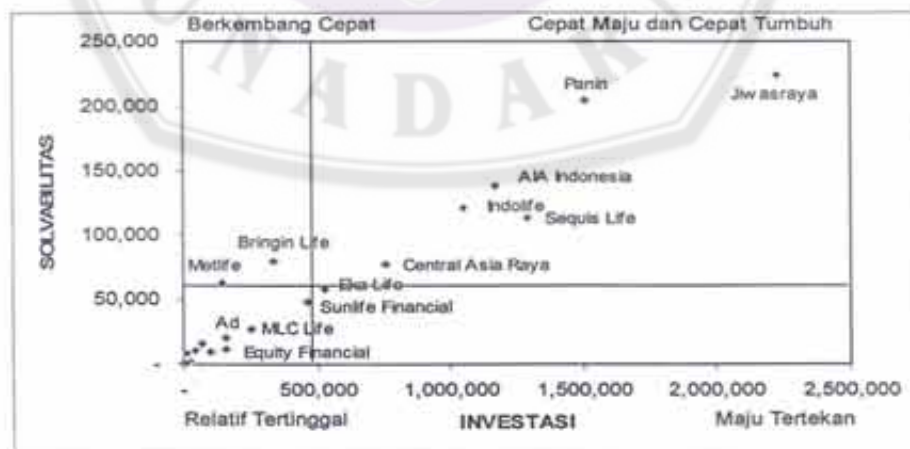 UNADAK
Berkembang Cepat Cepat Maju dan Cepat Tumbuh
250,000
Panin
200,000
Jiwasraya
SOLVABILITAS
150,000
AIA Indonesia
Indolife
Sequis Life
100,000
Bringin Life
Metlife
Central Asia Raya
Eka Life
50,000
Sunlife Financial
Ad
MLC Life
Equity Financial
-
- 500,000 1,000,000 1,500,000 2,000,000 2,500,000
Relatif Tertinggal INVESTASI Maju Tertekan